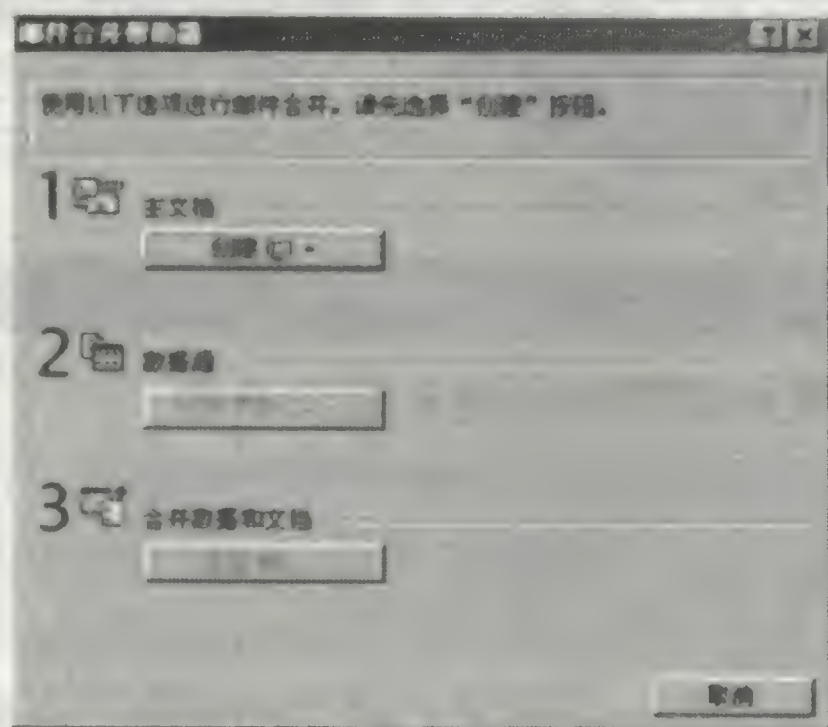 邮件合并帮助器
使用以下选项进行邮件合并。请先选择“创建”按钮。
1 主文档
创建(C)
2 数据源
3 合并数据和文档
取消